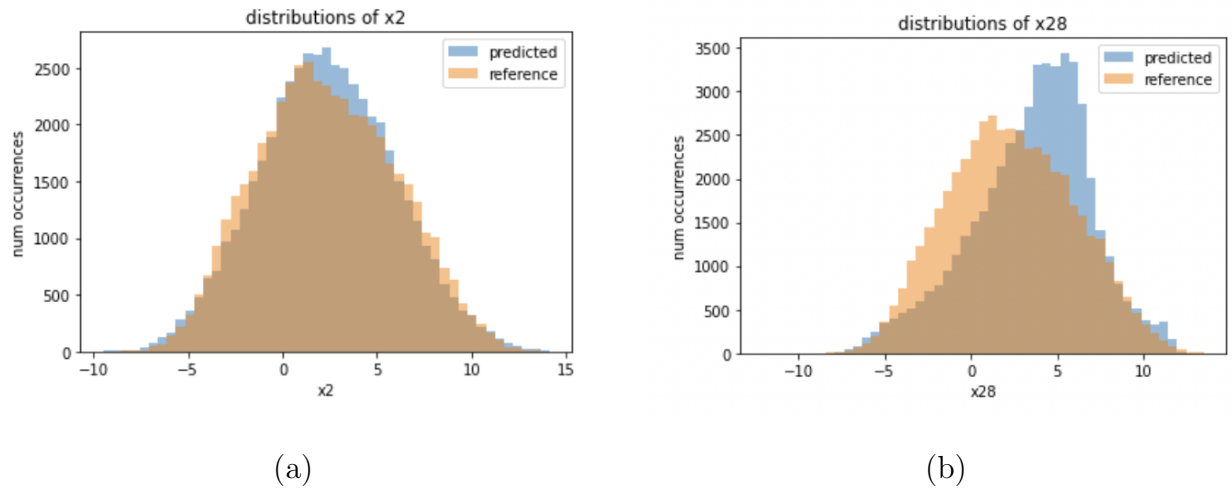 distributions of x2
predicted
reference
num occurrences
2500
2000
1500
1000
500
0
−10 −5 0 5 10 15
x2
(a)
distributions of x28
predicted
reference
num occurrences
3500
3000
2500
2000
1500
1000
500
0
−10 −5 0 5 10
x28
(b)